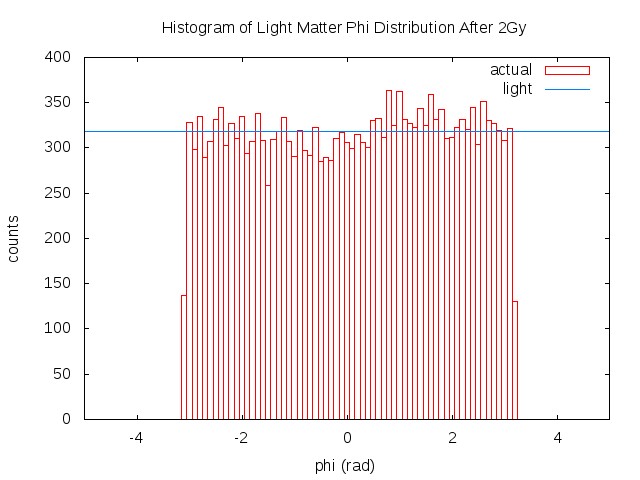 Histogram of Light Matter Phi Distribution After 2Gy
actual
light
400
350
300
250
200
150
100
50
0
counts
-4 -2 0 2 4
phi (rad)